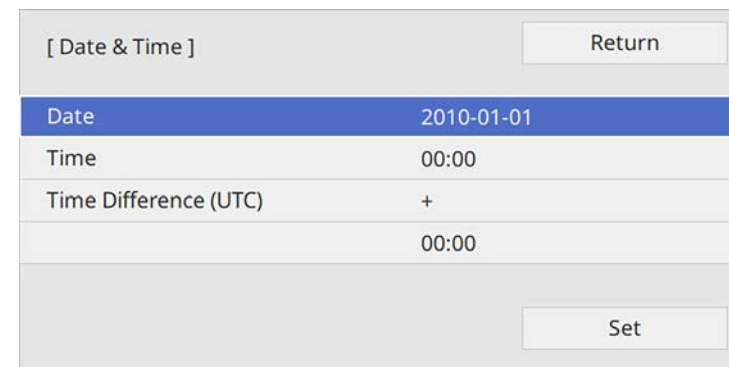 [ Date & Time ] Return
Date 2010-01-01
Time 00:00
Time Difference (UTC) +
00:00
Set